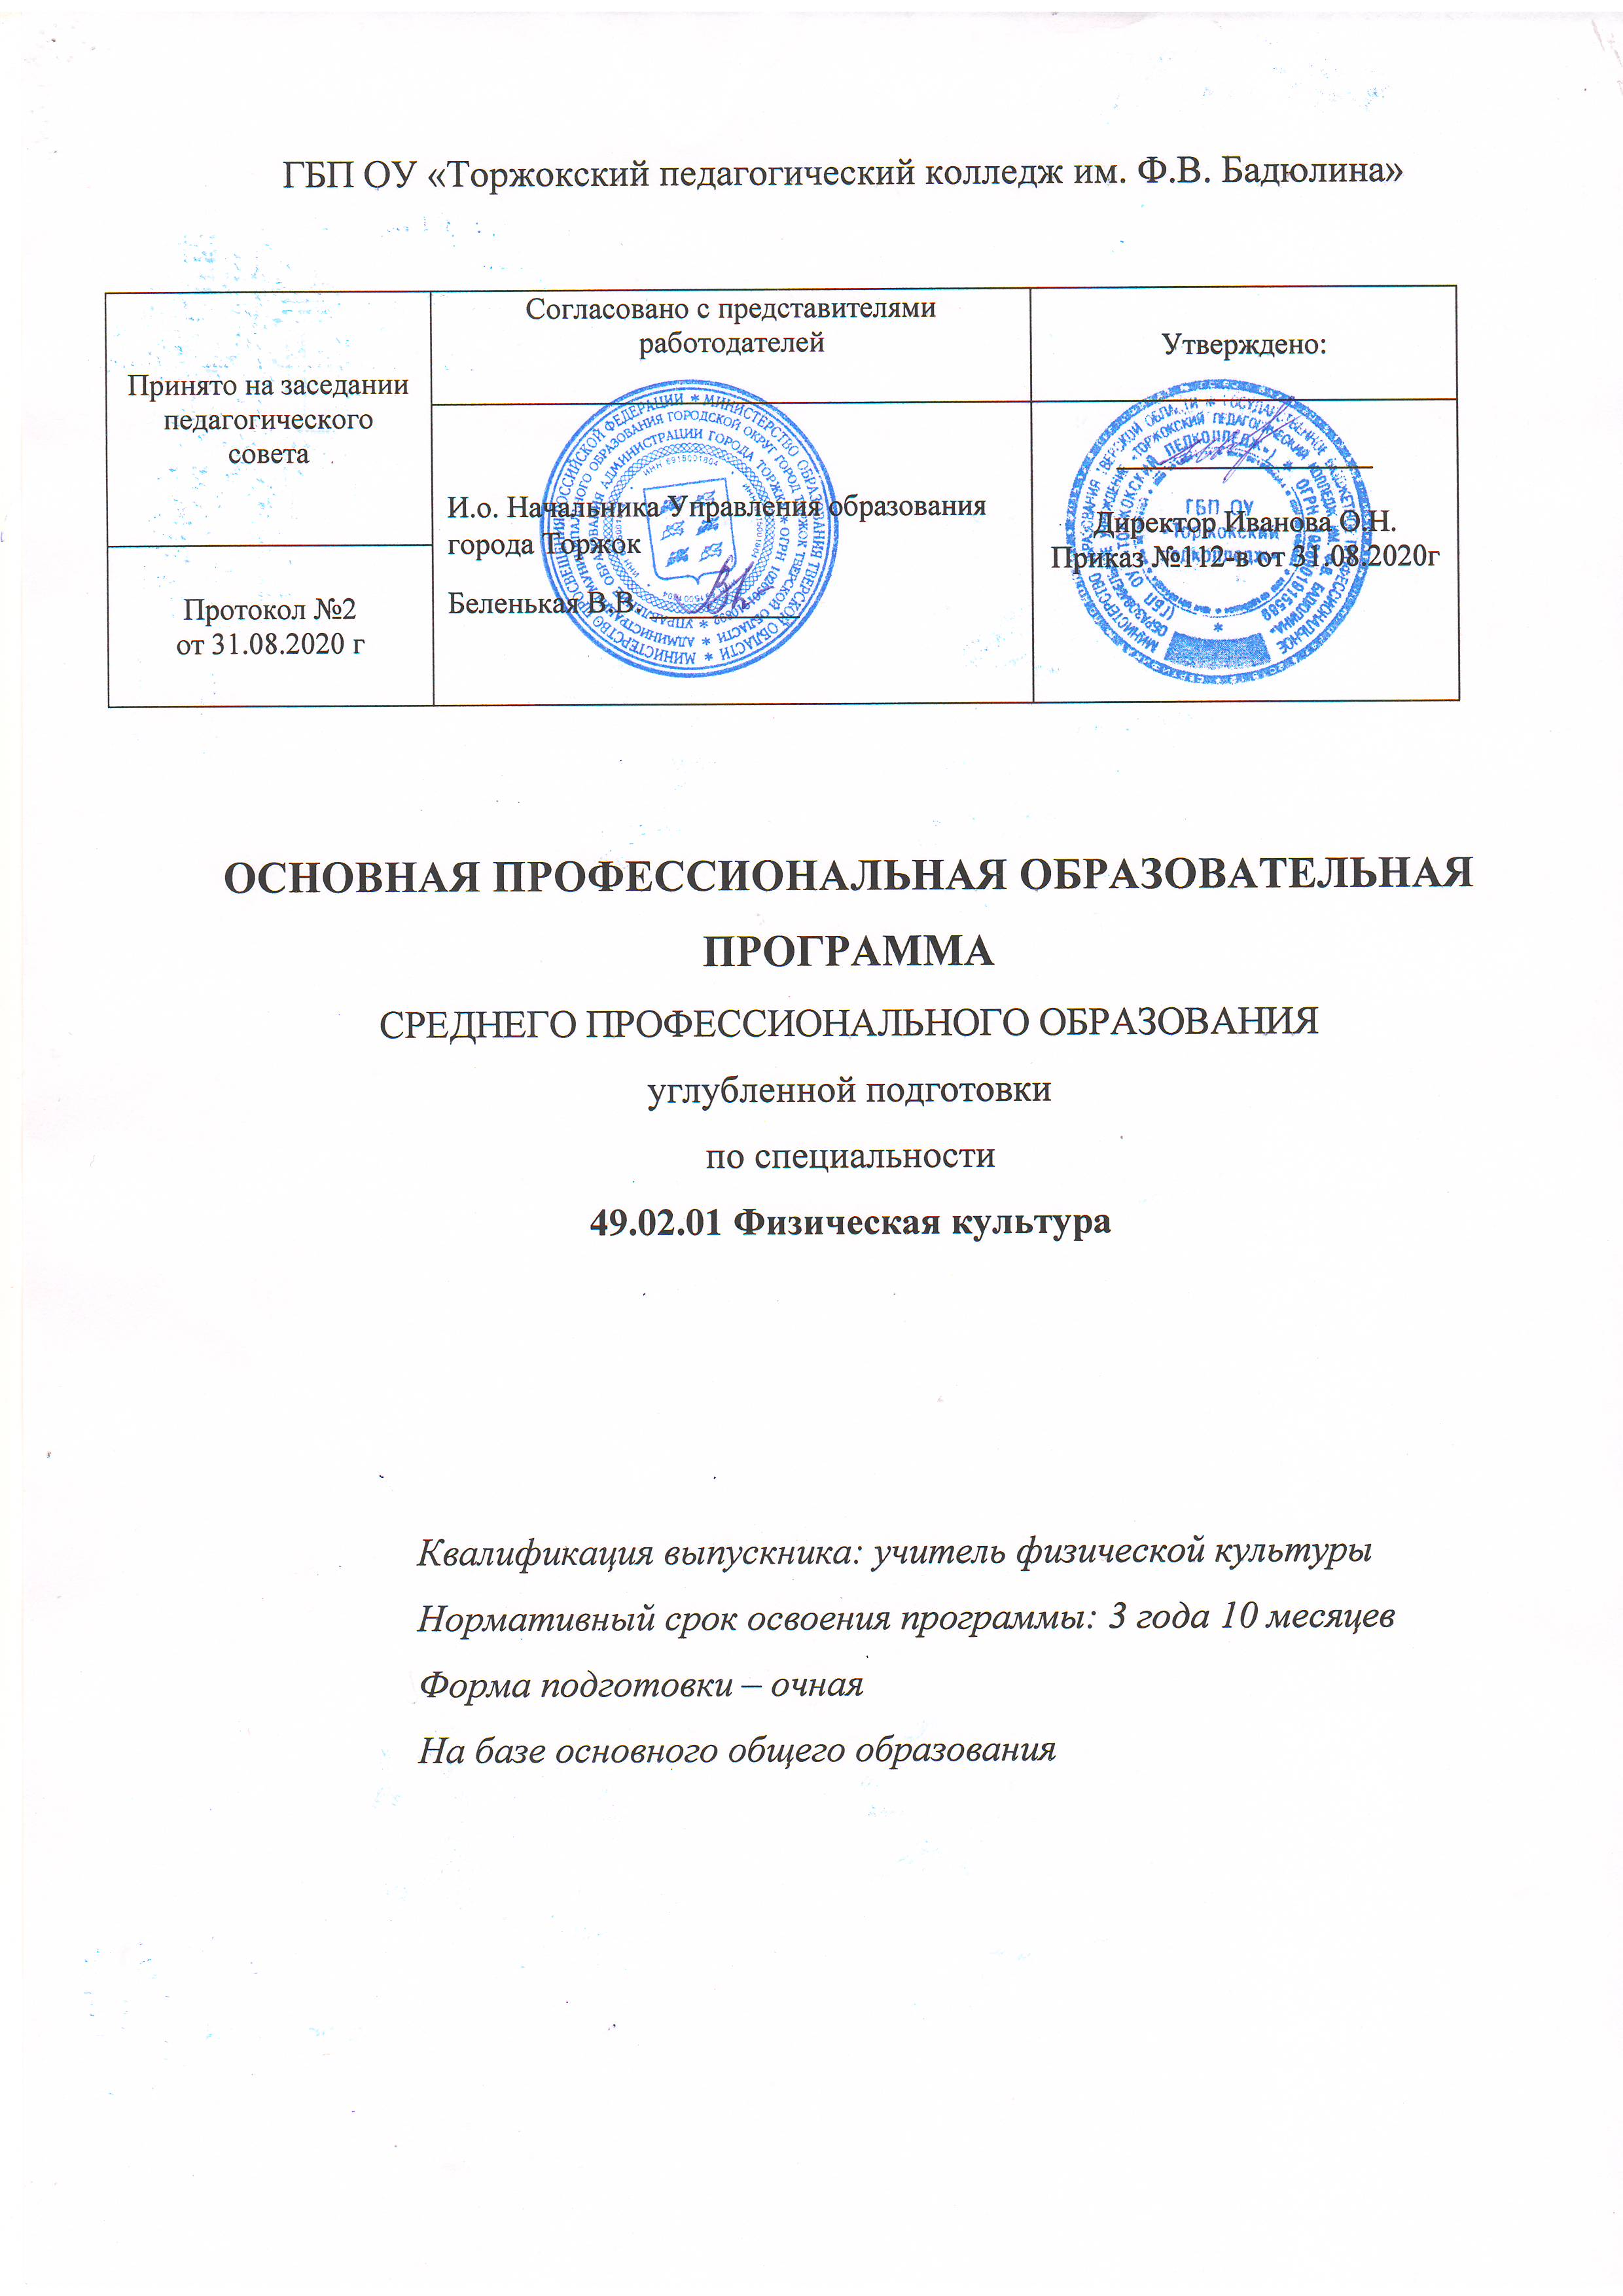 ГБП ОУ «Торжокский педагогический колледж им. Ф.В. Бадюлина»
Принято на заседании
педагогического
совета
Протокол №2
от 31.08.2020 г
Согласовано с представителями
работодателей
И.о. Начальника Управления образования
города Торжок
Беленькая В.В.
Утверждено:
Директор Иванова О.Н.
Приказ №112-в от 31.08.2020г
ГБП ОУ
ОСНОВНАЯ ПРОФЕССИОНАЛЬНАЯ ОБРАЗОВАТЕЛЬНАЯ
ПРОГРАММА
СРЕДНЕГО ПРОФЕССИОНАЛЬНОГО ОБРАЗОВАНИЯ
углубленной подготовки
по специальности
49.02.01 Физическая культура
Квалификация выпускника: учитель физической культуры
Нормативный срок освоения программы: 3 года 10 месяцев
Форма подготовки – очная
На базе основного общего образования